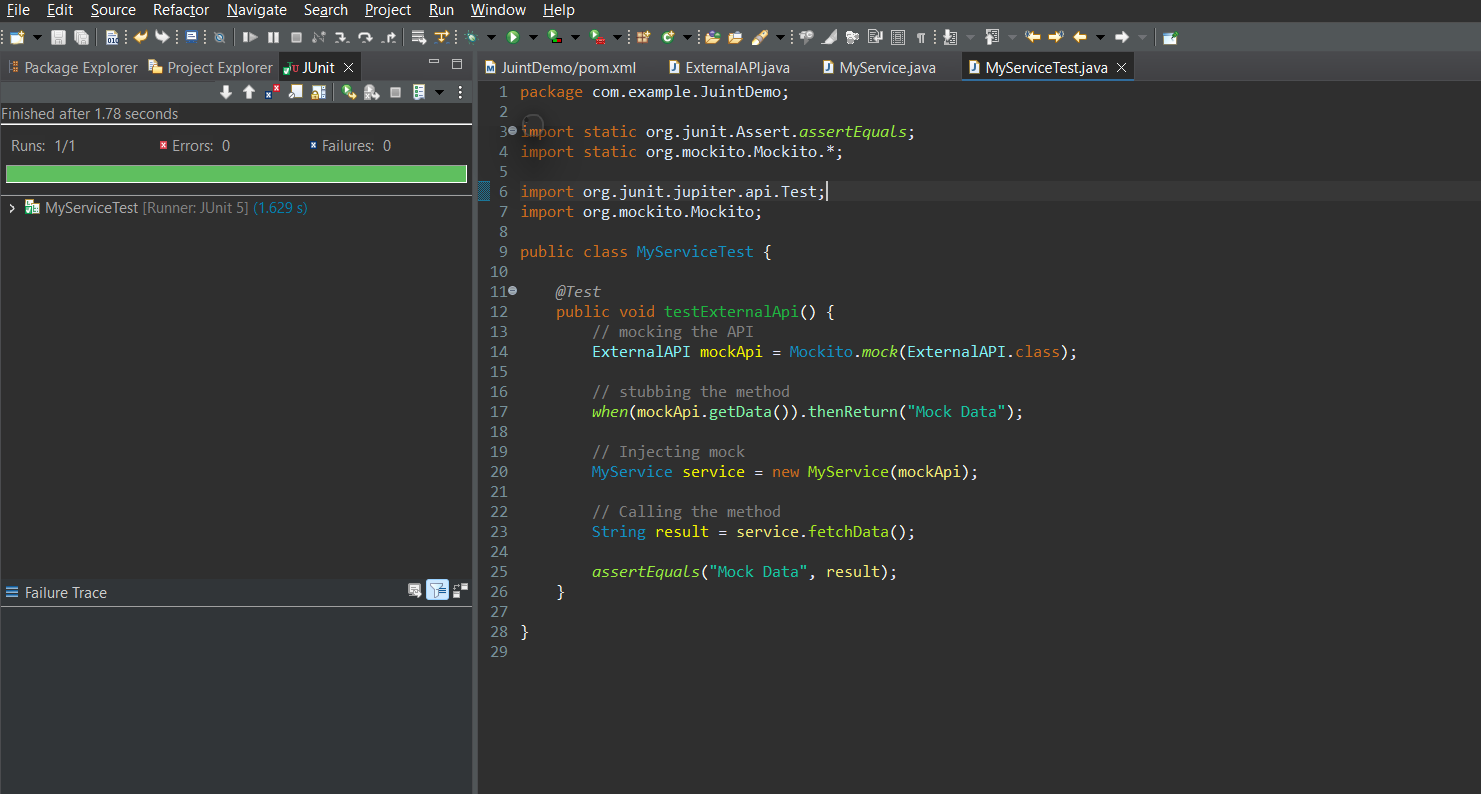 File Edit Source Refactor Navigate Search Project Run Window Help
Package Explorer Project Explorer JUnit
Finished after 1.78 seconds
Runs: 1/1 Errors: 0 Failures: 0
MyServiceTest [Runner: JUnit 5] (1.629 s)
Failure Trace
JuintDemo/pom.xml ExternalAPI.java MyService.java MyServiceTest.java
1 package com.example.JuintDemo;
2
3 import static org.junit.Assert.assertEquals;
4 import static org.mockito.Mockito.*;
5
6 import org.junit.jupiter.api.Test;
7 import org.mockito.Mockito;
8
9 public class MyServiceTest {
10
11 @Test
12 public void testExternalApi() {
13 // mocking the API
14 ExternalAPI mockApi = Mockito.mock(ExternalAPI.class);
15
16 // stubbing the method
17 when(mockApi.getData()).thenReturn("Mock Data");
18
19 // Injecting mock
20 MyService service = new MyService(mockApi);
21
22 // Calling the method
23 String result = service.fetchData();
24
25 assertEquals("Mock Data", result);
26 }
27
28 }
29